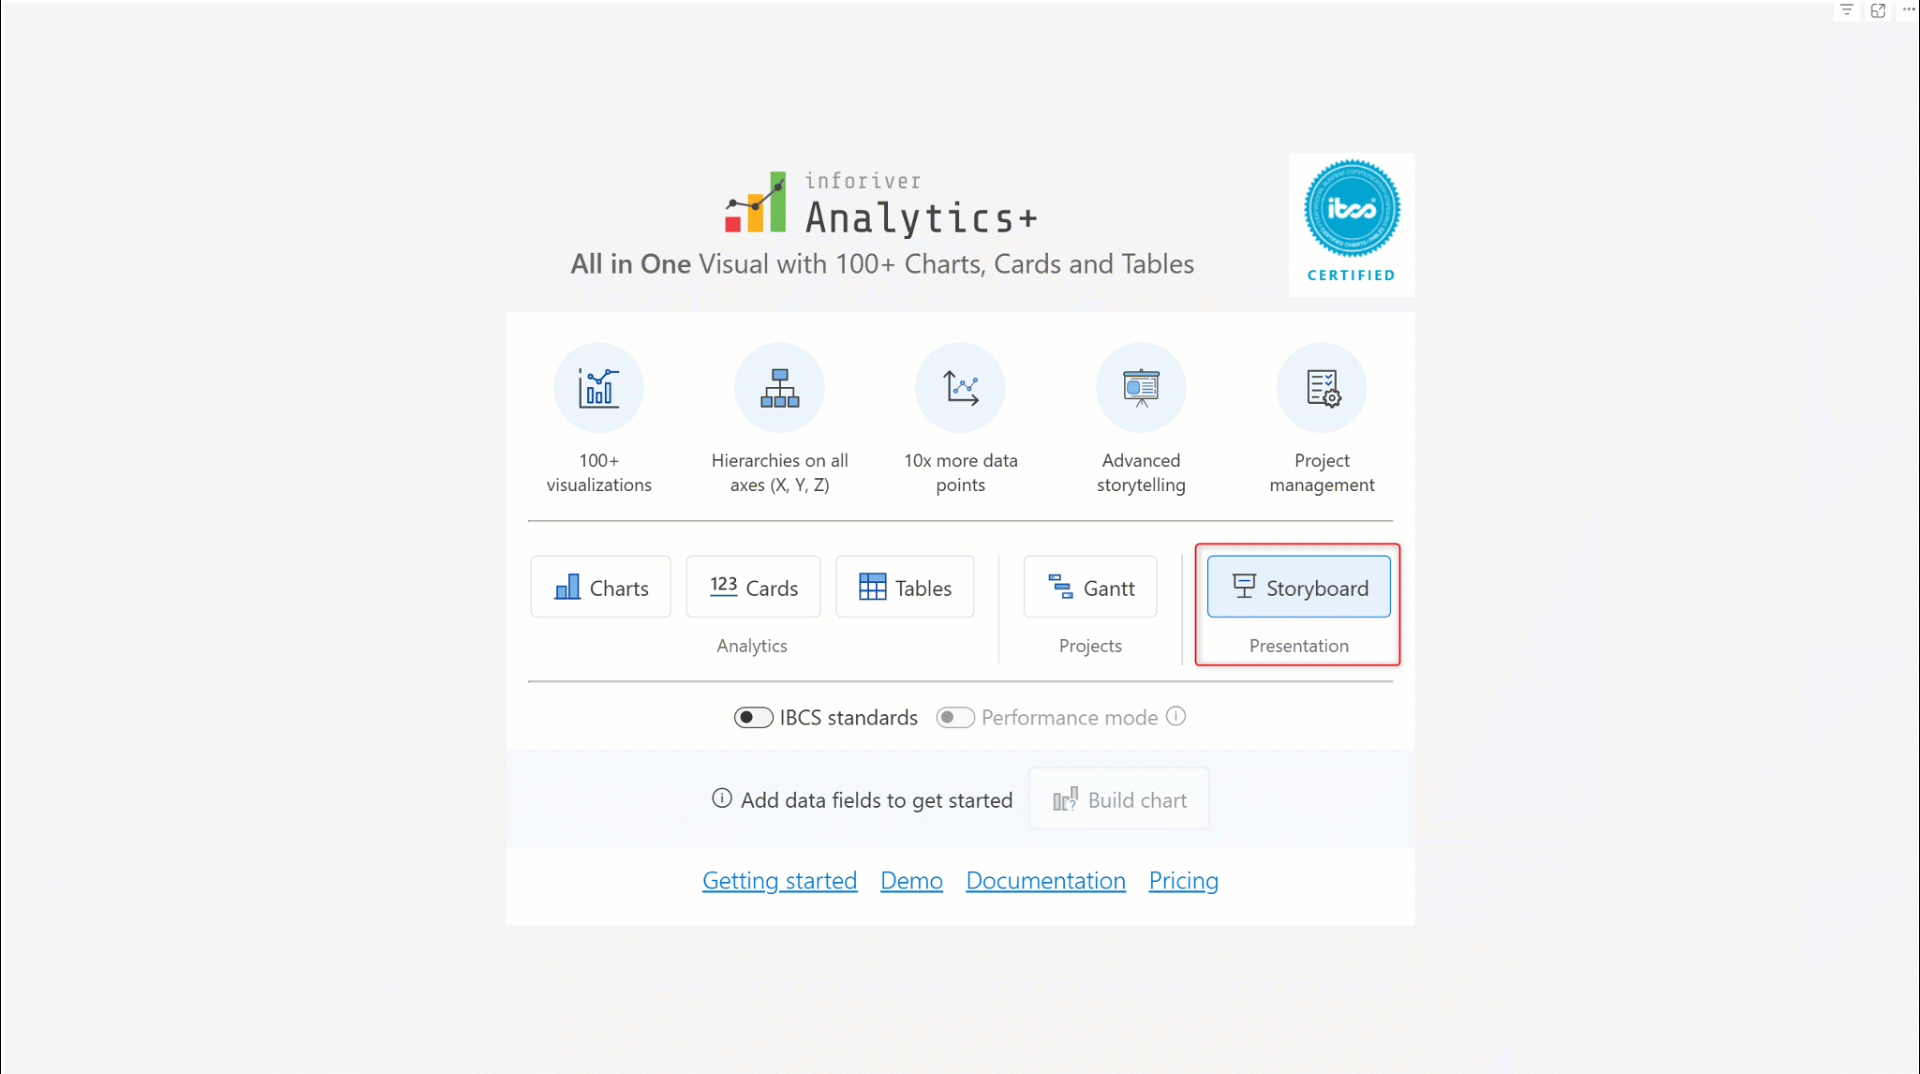 inforiver
Analytics+
All in One Visual with 100+ Charts, Cards and Tables
ibcs
CERTIFIED
100+
visualizations
Hierarchies on all
axes (X, Y, Z)
10x more data
points
Advanced
storytelling
Project
management
Charts
123 Cards
Tables
Analytics
Gantt
Projects
Storyboard
Presentation
IBCS standards
Performance mode
Add data fields to get started
Build chart
Getting started Demo Documentation Pricing